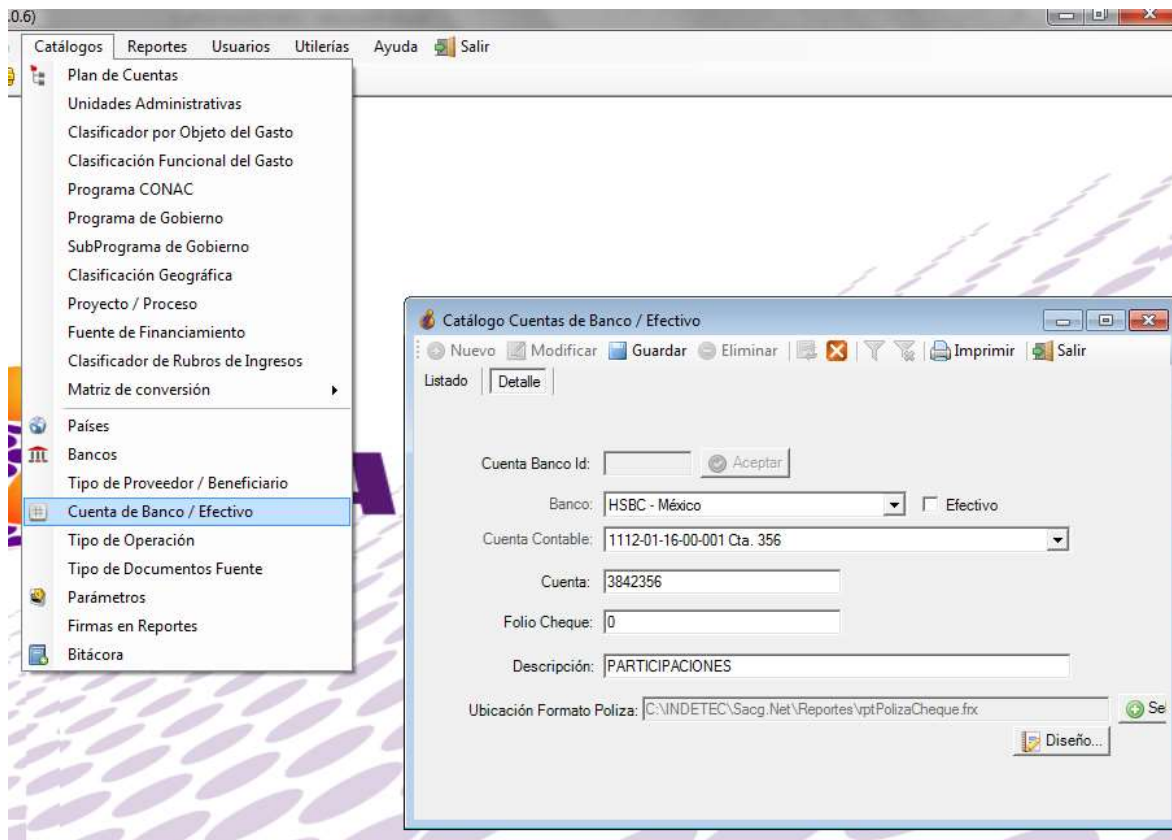 .0.6)
Catálogos Reportes Usuarios Utilerías Ayuda Salir
Plan de Cuentas
Unidades Administrativas
Clasificador por Objeto del Gasto
Clasificación Funcional del Gasto
Programa CONAC
Programa de Gobierno
SubPrograma de Gobierno
Clasificación Geográfica
Proyecto / Proceso
Fuente de Financiamiento
Clasificador de Rubros de Ingresos
Matriz de conversión
Países
Bancos
Tipo de Proveedor / Beneficiario
Cuenta de Banco / Efectivo
Tipo de Operación
Tipo de Documentos Fuente
Parámetros
Firmas en Reportes
Bitácora
A
Catálogo Cuentas de Banco / Efectivo
Nuevo Modificar Guardar Eliminar Imprimir Salir
Listado Detalle
Cuenta Banco Id: Aceptar
Banco: HSBC - México Efectivo
Cuenta Contable: 1112-01-16-00-001 Cta. 356
Cuenta: 3842356
Folio Cheque: 0
Descripción: PARTICIPACIONES
Ubicación Formato Poliza: C:\INDETEC\Sacg.Net\Reportes\rptPolizaCheque.frx Sel
Diseño...